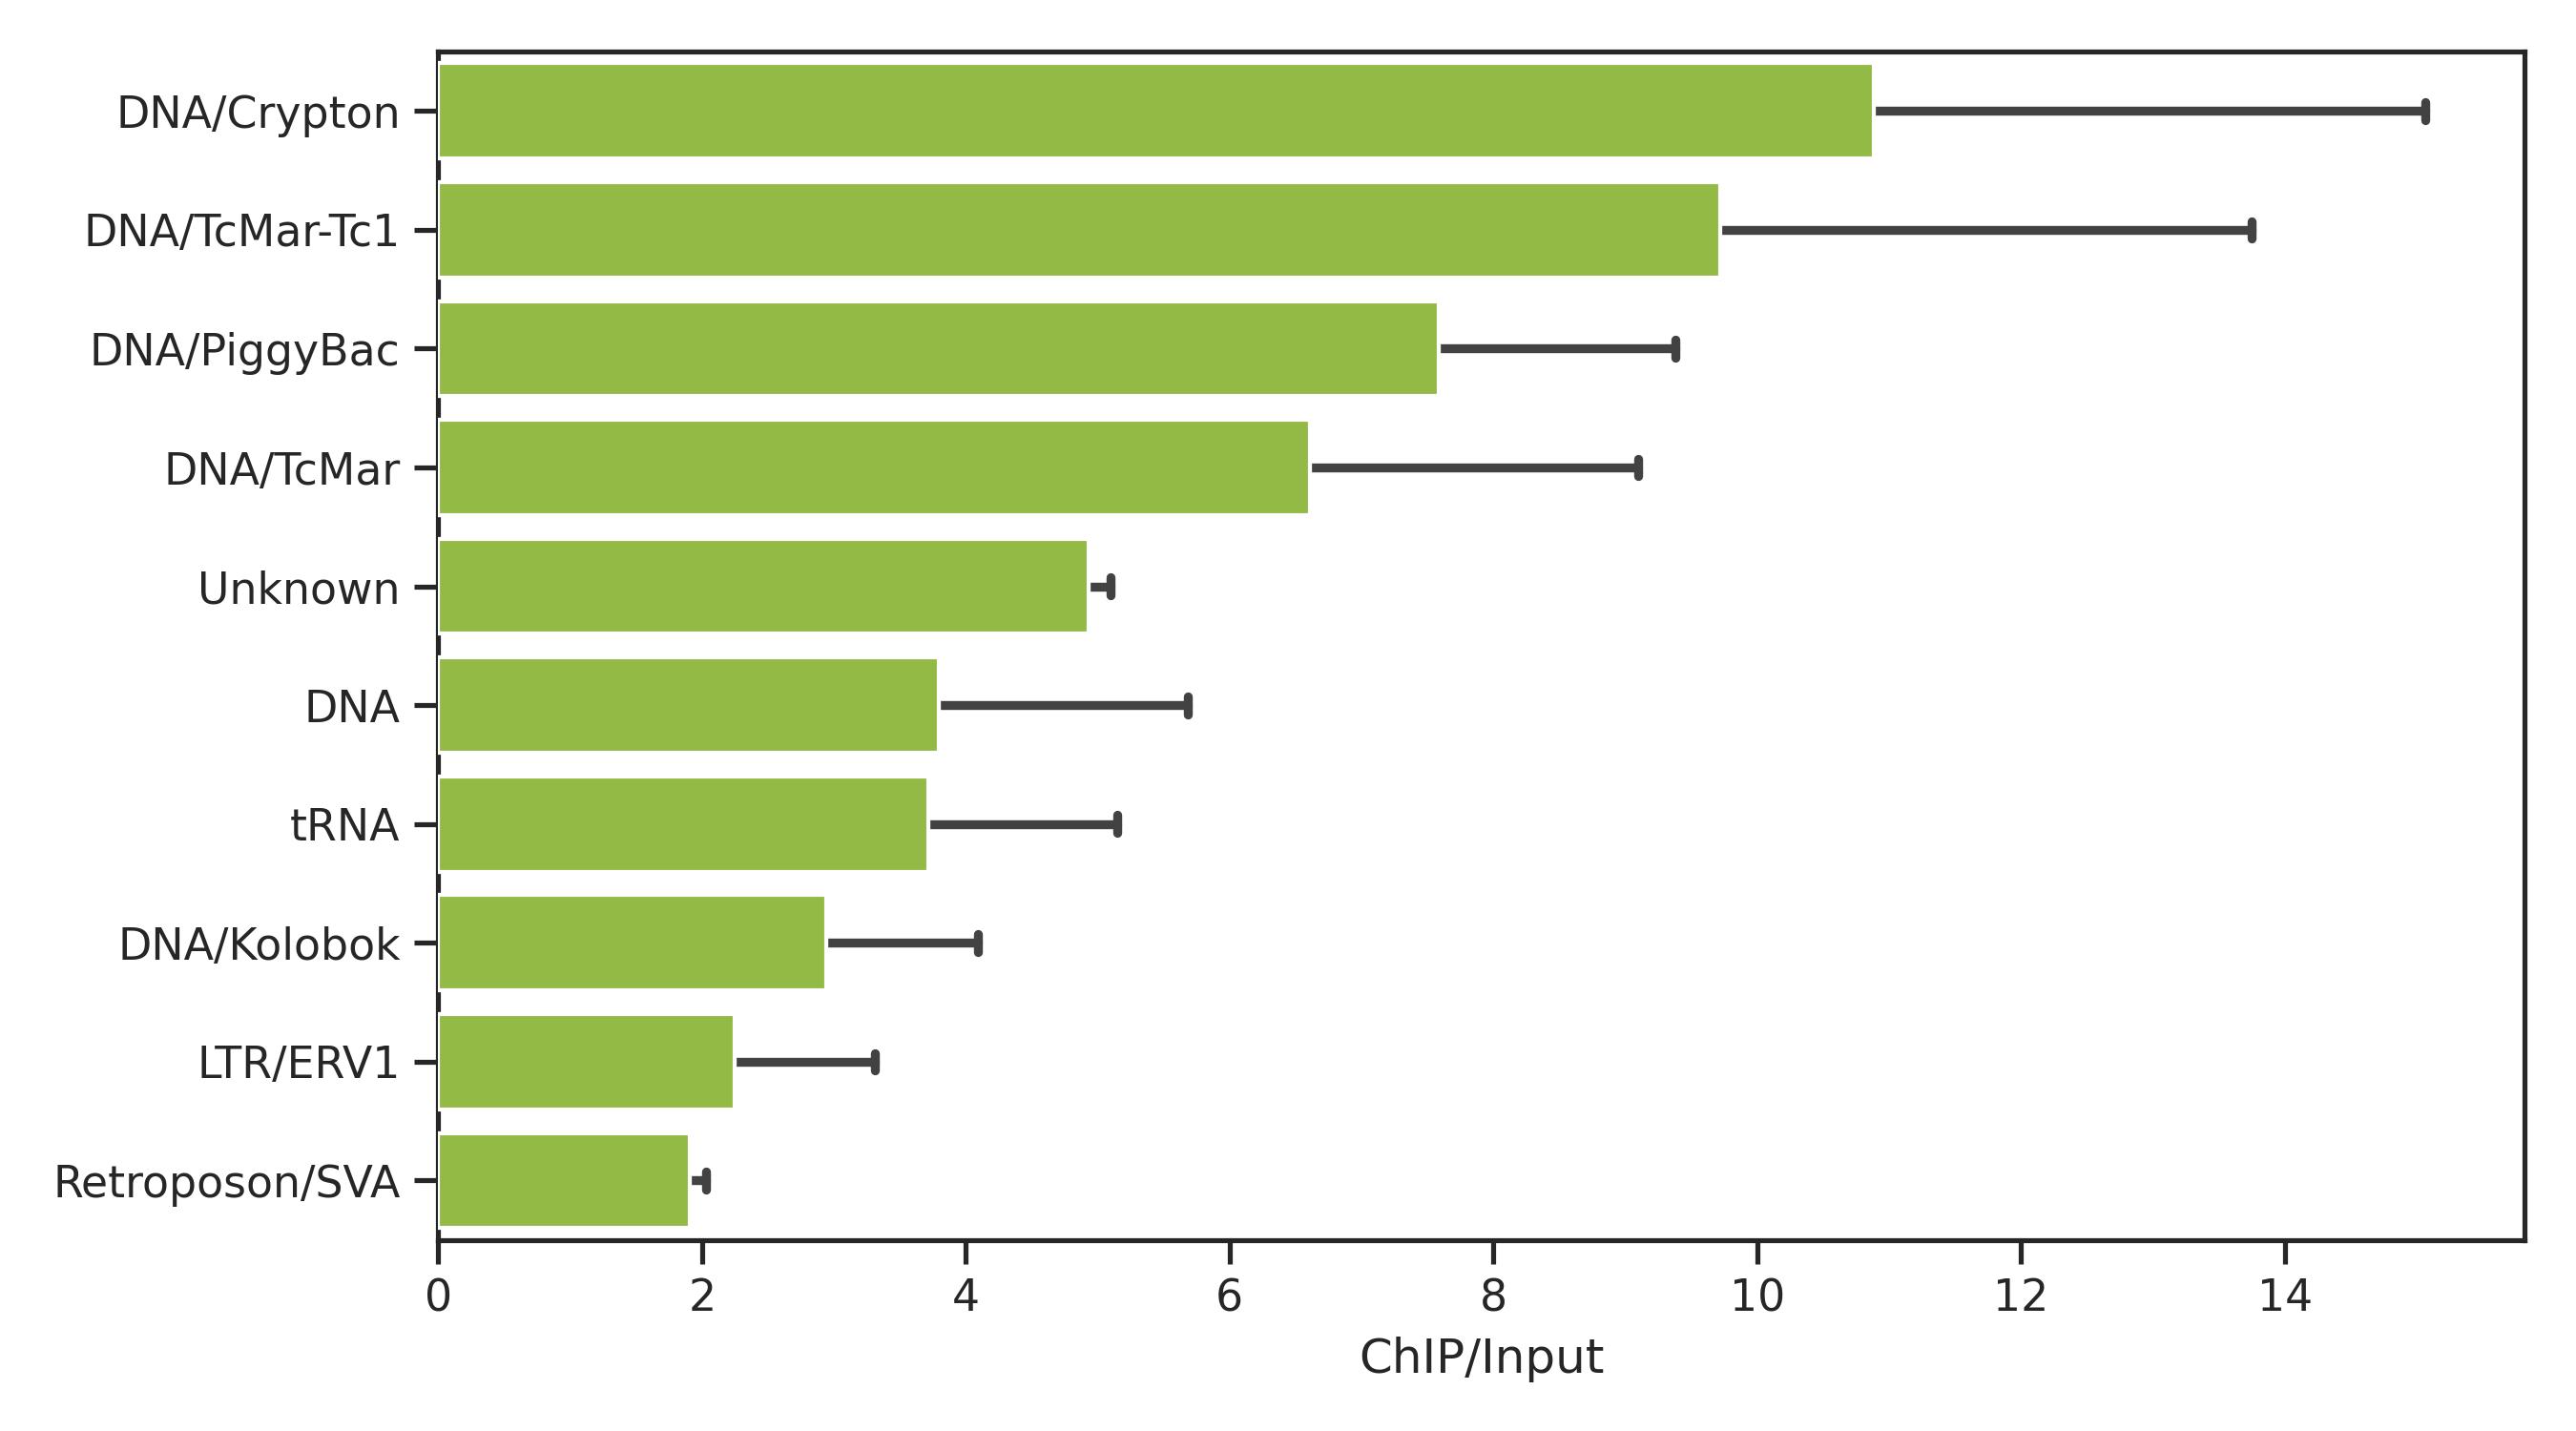 DNA/Crypton
DNA/TcMar-Tc1
DNA/PiggyBac
DNA/TcMar
Unknown
DNA
tRNA
DNA/Kolobok
LTR/ERV1
Retroposon/SVA
0 2 4 6 8 10 12 14
ChIP/Input